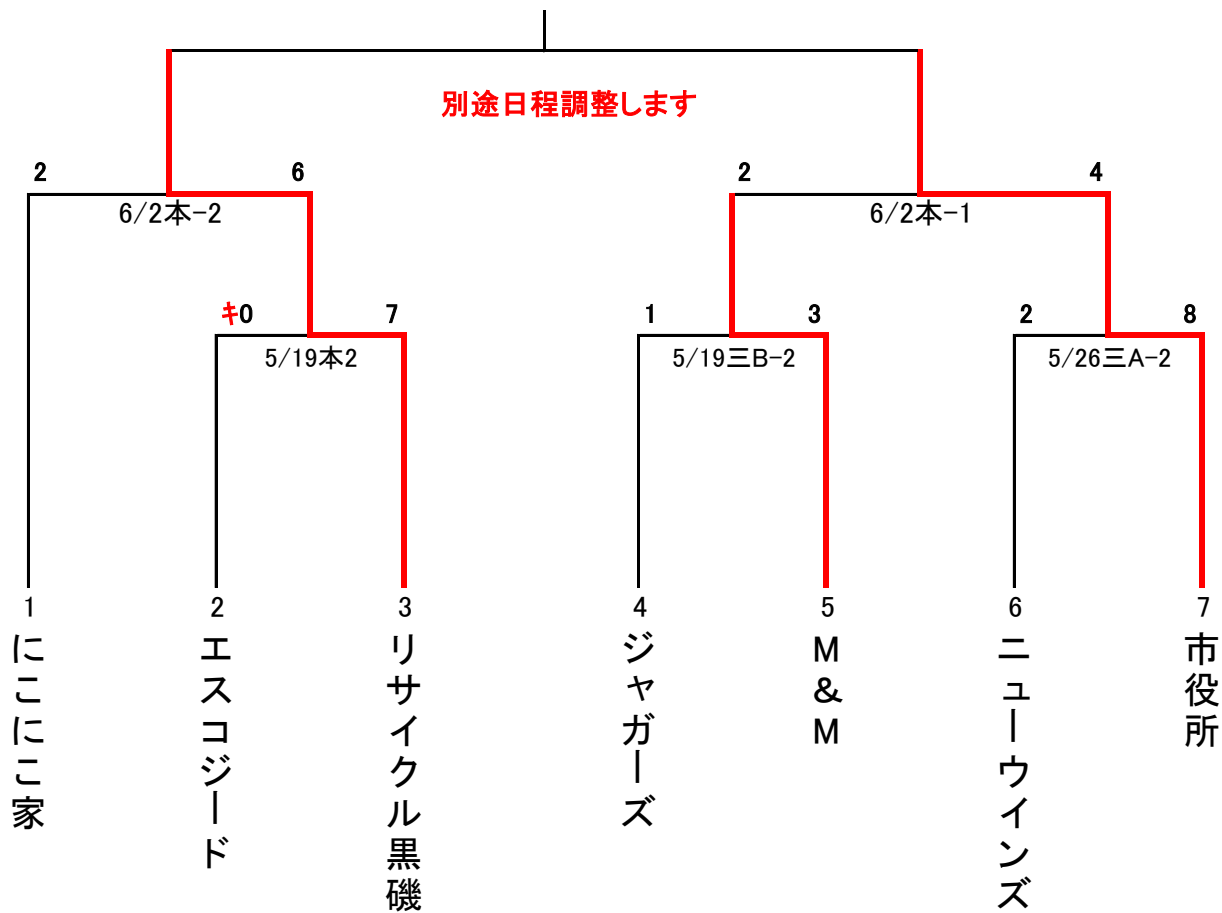 別途日程調整します
2
6
2
4
6/2本-2
6/2本-1
ｷ0
7
1
3
2
8
5/19本2
5/19三B-2
5/26三A-2
1
2
3
4
5
6
7
にこにこ家
エスコジード
リサイクル黒磯
ジャガーズ
M&M
ニューウインズ
市役所